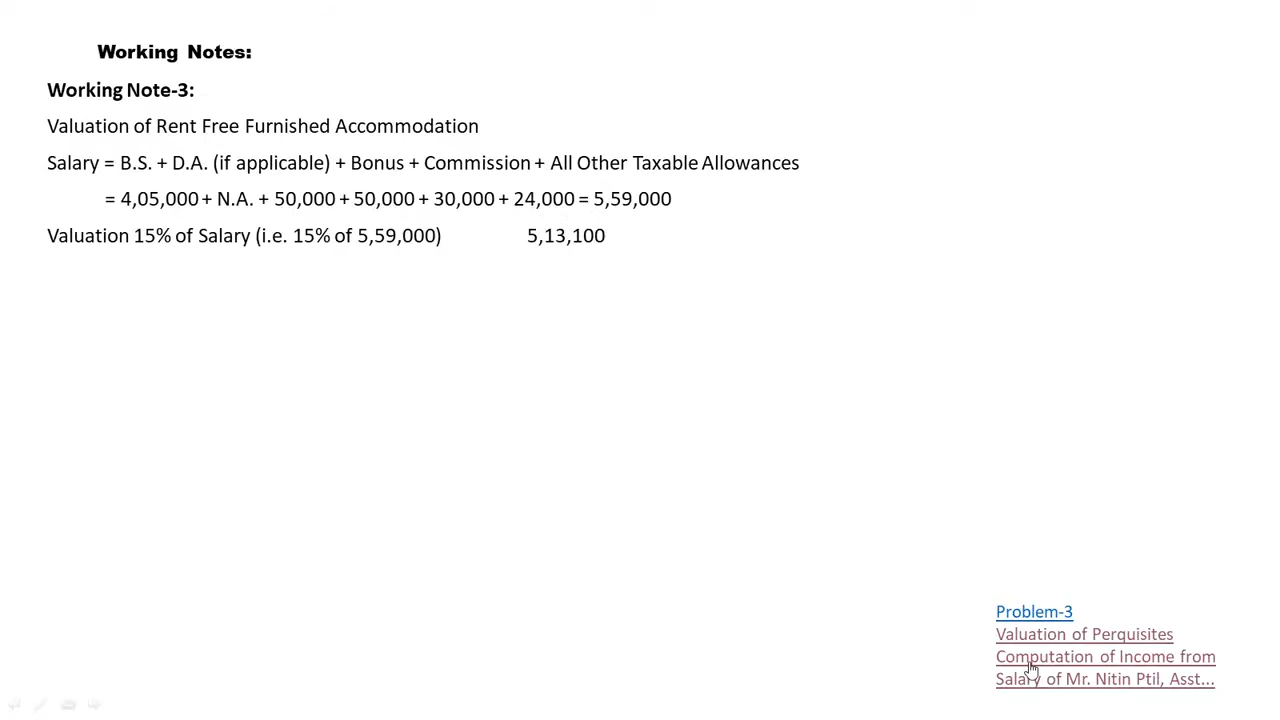 Working Notes:
Working Note-3:
Valuation of Rent Free Furnished Accommodation
Salary = B.S. + D.A. (if applicable) + Bonus + Commission + All Other Taxable Allowances
= 4,05,000 + N.A. + 50,000 + 50,000 + 30,000 + 24,000 = 5,59,000
Valuation 15% of Salary (i.e. 15% of 5,59,000) 5,13,100
Problem-3
Valuation of Perquisites
Computation of Income from
Salary of Mr. Nitin Ptil, Asst...